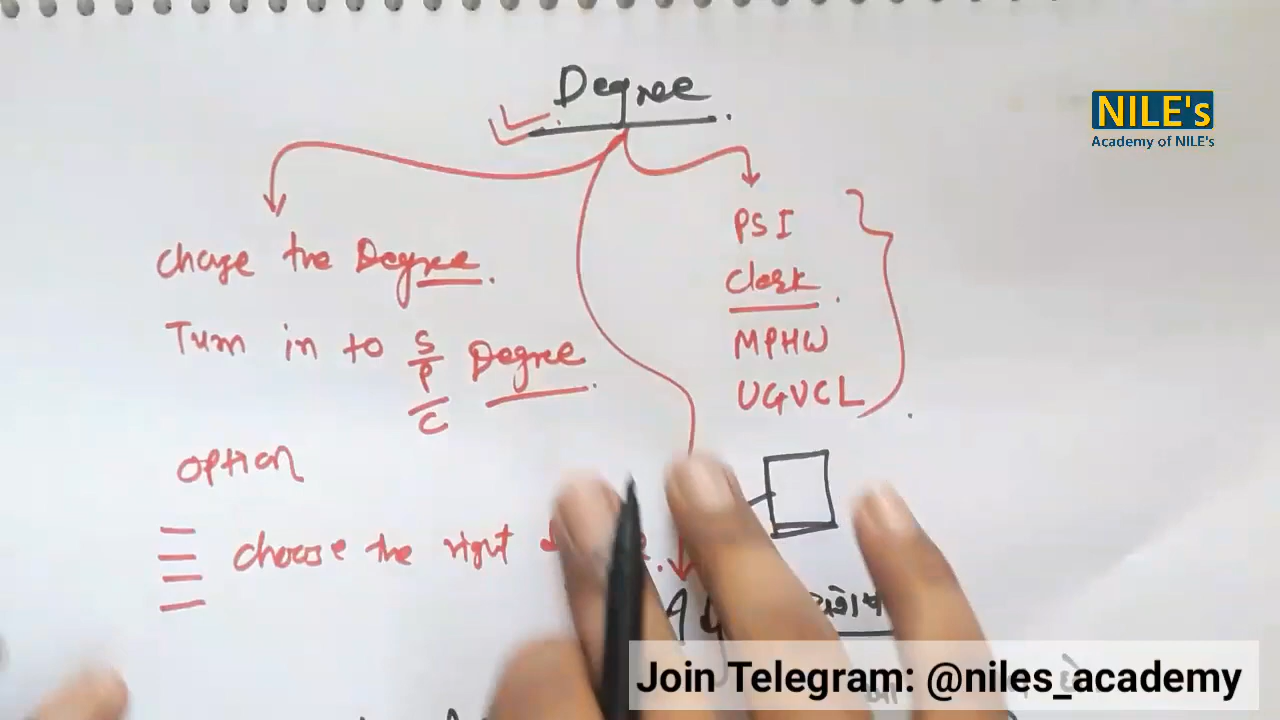 Degree
NILE's
Academy of NILE's
Change the Degree.
Turn in to S/P/C Degree.
option
choose the right
PSI
Clerk.
MPHW
UGVCL
Join Telegram: @niles_academy